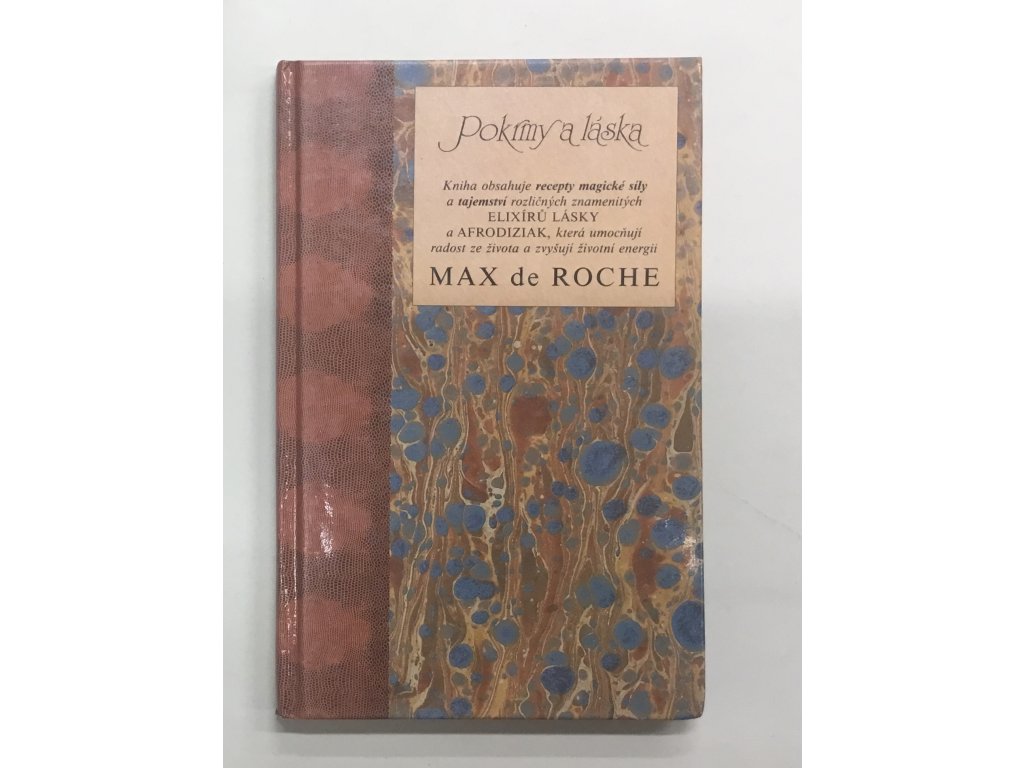 Pokrmy a láska
Kniha obsahuje recepty magické síly
a tajemství rozličných znamenitých
ELIXÍRŮ LÁSKY
a AFRODIZIAK, která umocňují
radost ze života a zvyšují životní energii
MAX de ROCHE